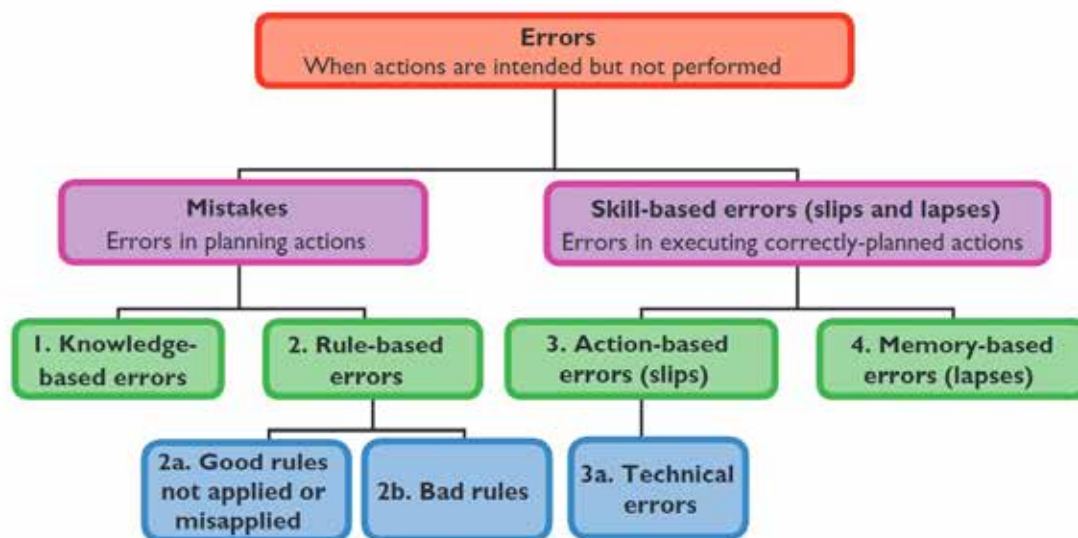 Errors
When actions are intended but not performed
Mistakes
Errors in planning actions
Skill-based errors (slips and lapses)
Errors in executing correctly-planned actions
1. Knowledge-
based errors
2. Rule-based
errors
3. Action-based
errors (slips)
4. Memory-based
errors (lapses)
2a. Good rules
not applied or
misapplied
2b. Bad rules
3a. Technical
errors